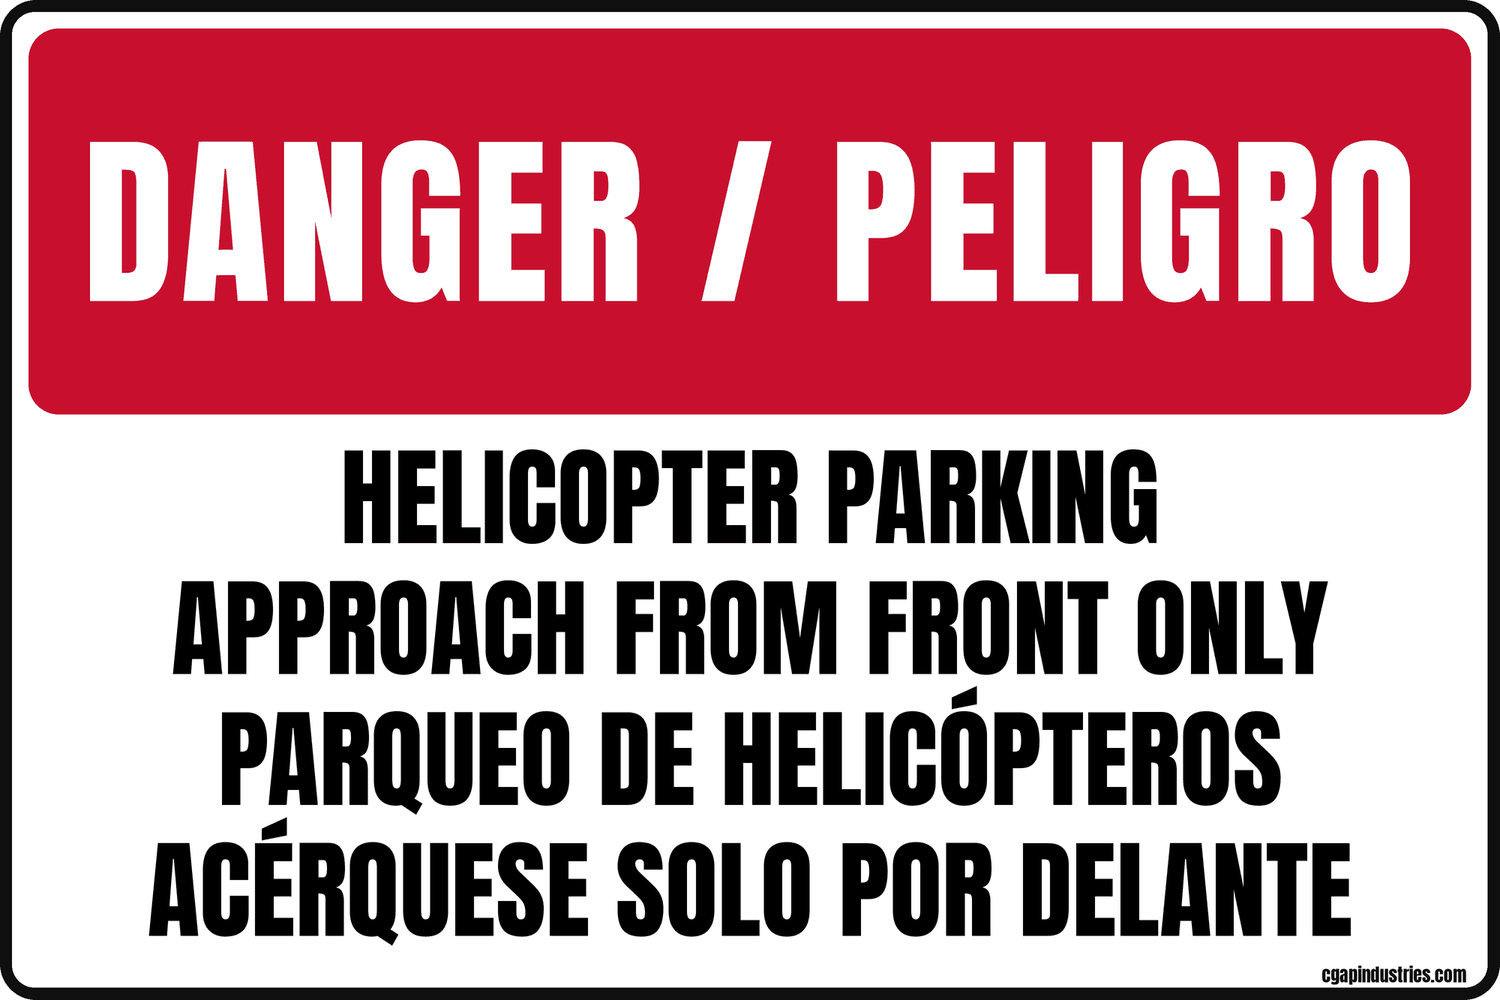 DANGER / PELIGRO
HELICOPTER PARKING
APPROACH FROM FRONT ONLY
PARQUEO DE HELICÓPTEROS
ACÉRQUESE SOLO POR DELANTE
cgapindustries.com